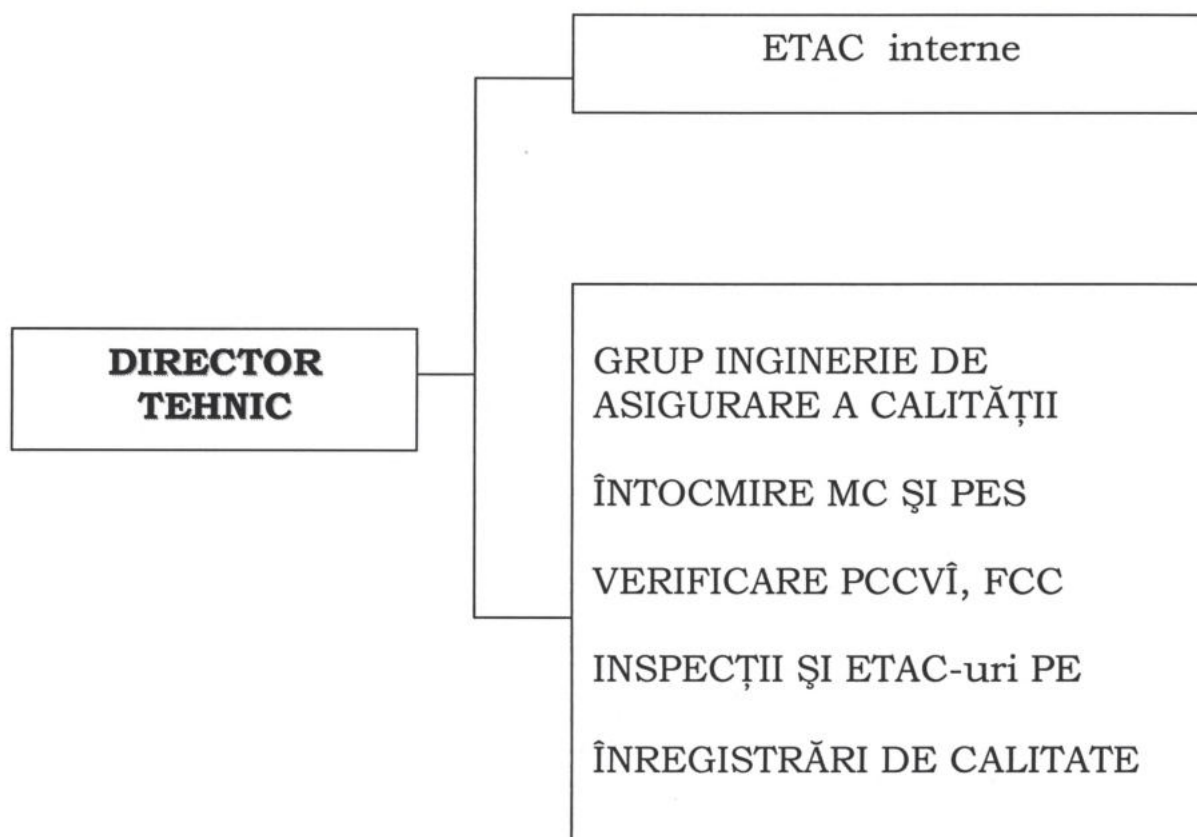 ETAC interne
DIRECTOR
TEHNIC
GRUP INGINERIE DE
ASIGURARE A CALITĂȚII
ÎNTOCMIRE MC ŞI PES
VERIFICARE PCCVÎ, FCC
INSPECȚII ŞI ETAC-uri PE
ÎNREGISTRĂRI DE CALITATE